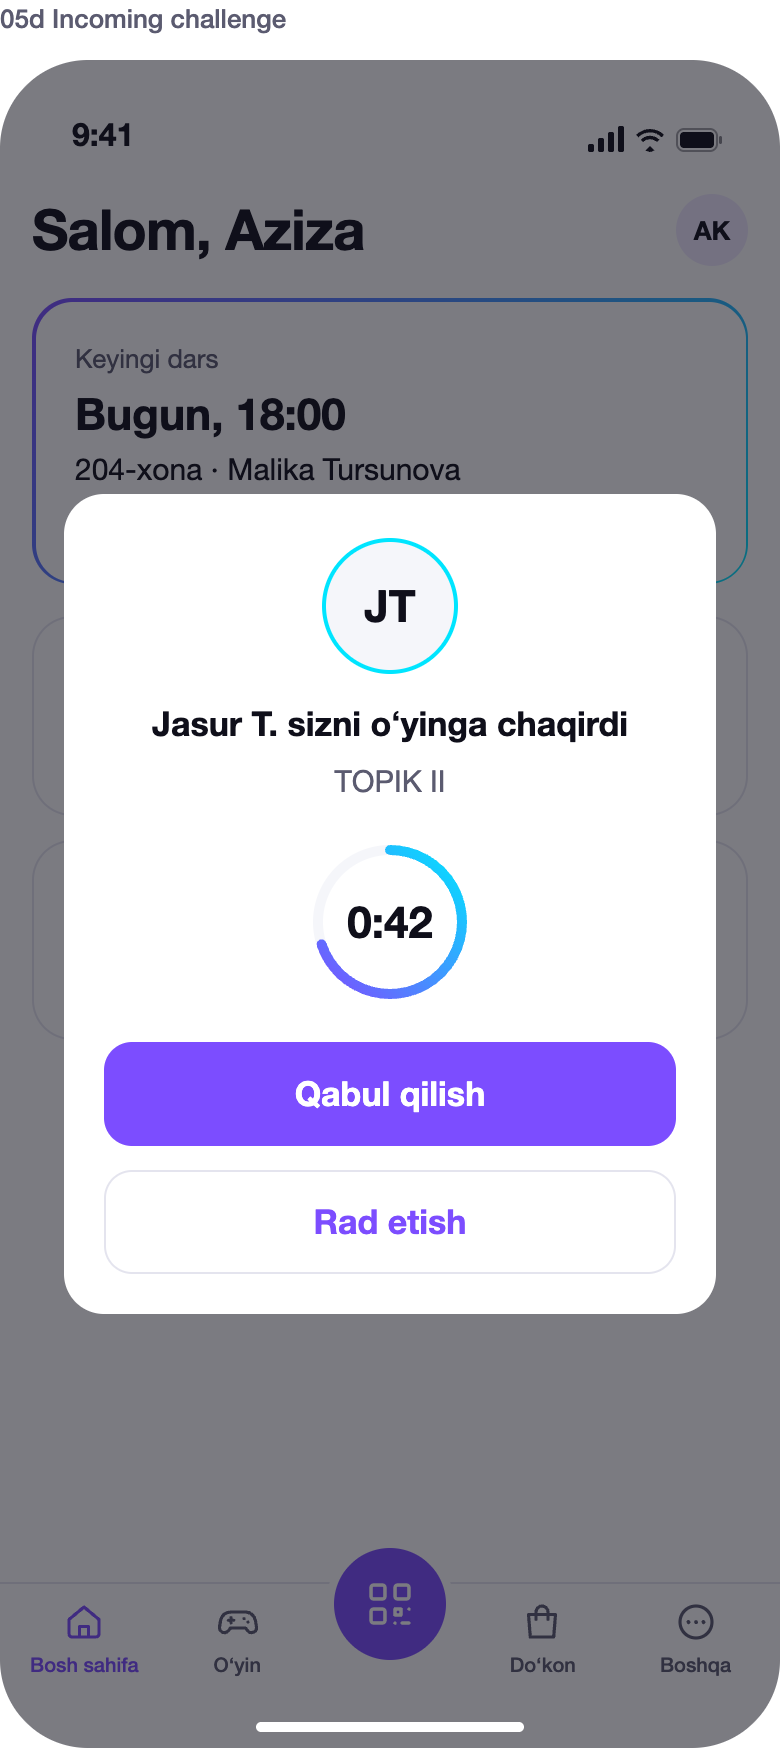 05d Incoming challenge
9:41
Salom, Aziza
AK
Keyingi dars
Bugun, 18:00
204-xona · Malika Tursunova
JT
Jasur T. sizni o‘yinga chaqirdi
TOPIK II
0:42
Qabul qilish
Rad etish
Bosh sahifa
O‘yin
Do‘kon
Boshqa